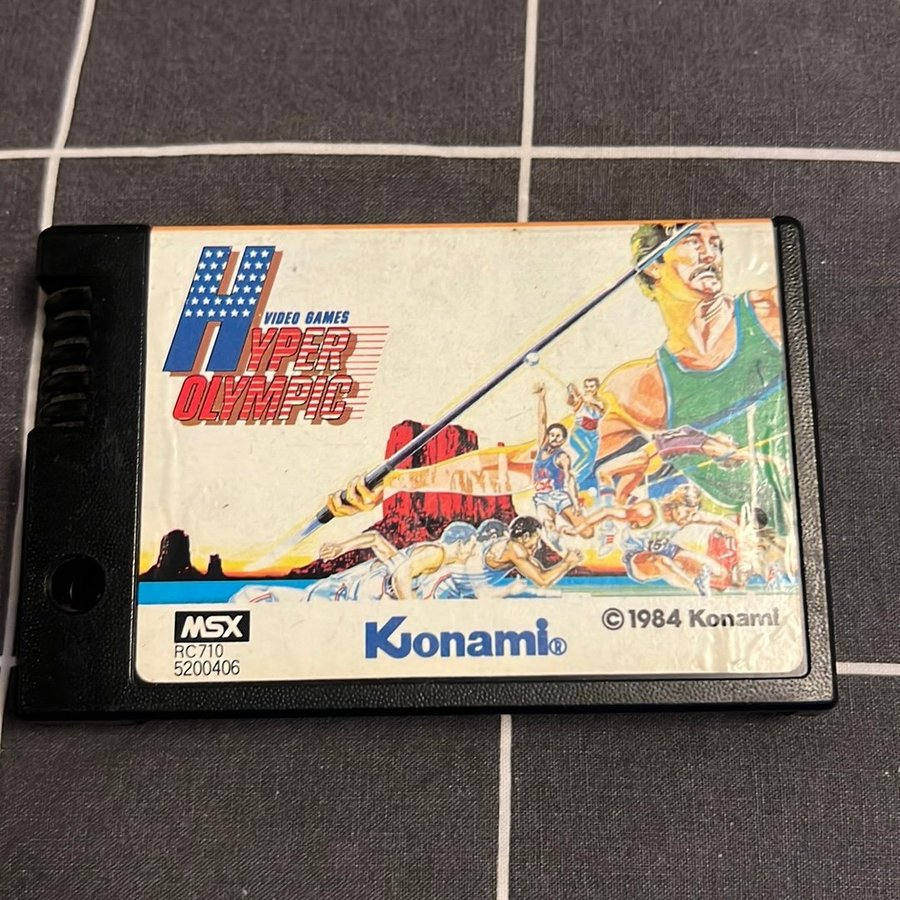 VIDEO GAMES
HYPER
OLYMPIC
MSX
RC710
5200406
Konami®
©1984 Konami